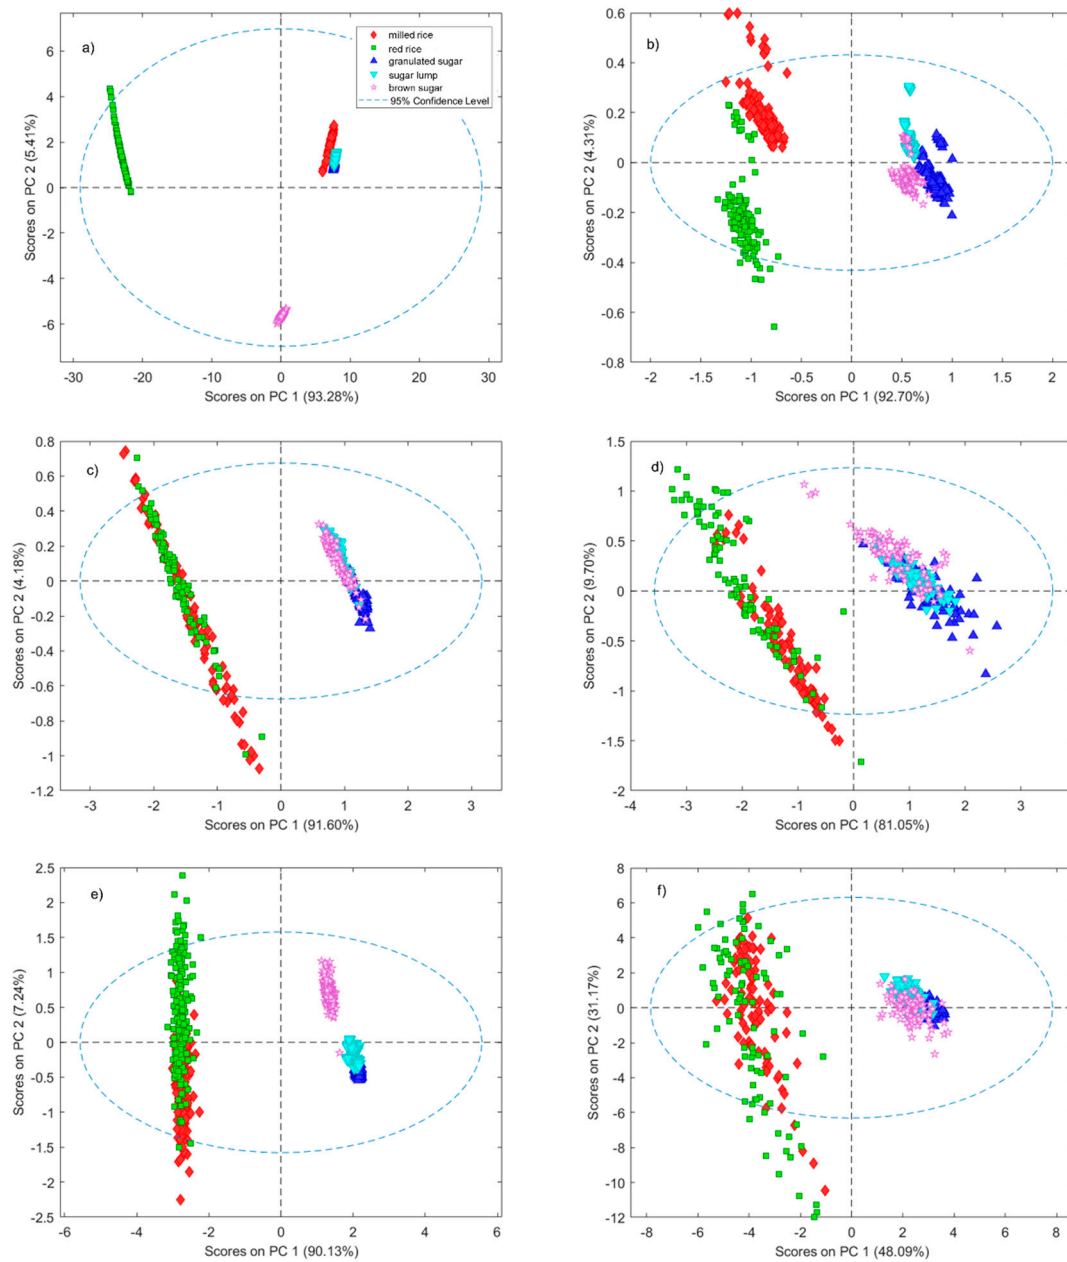 a)
milled rice
red rice
granulated sugar
sugar lump
brown sugar
95% Confidence Level
6
4
2
0
-2
-4
-6
Scores on PC 2 (5.41%)
-30 -20 -10 0 10 20 30
Scores on PC 1 (93.28%)
b)
0.6
0.4
0.2
0
-0.2
-0.4
-0.6
-0.8
Scores on PC 2 (4.31%)
-2 -1.5 -1 -0.5 0 0.5 1 1.5 2
Scores on PC 1 (92.70%)
c)
0.8
0.6
0.4
0.2
0
-0.2
-0.4
-0.6
-0.8
-1
-1.2
Scores on PC 2 (4.18%)
-3 -2 -1 0 1 2 3
Scores on PC 1 (91.60%)
d)
1.5
1
0.5
0
-0.5
-1
-1.5
-2
Scores on PC 2 (9.70%)
-4 -3 -2 -1 0 1 2 3
Scores on PC 1 (81.05%)
e)
2.5
2
1.5
1
0.5
0
-0.5
-1
-1.5
-2
-2.5
Scores on PC 2 (7.24%)
-6 -4 -2 0 2 4 6
Scores on PC 1 (90.13%)
f)
8
6
4
2
0
-2
-4
-6
-8
-10
-12
Scores on PC 2 (31.17%)
-8 -6 -4 -2 0 2 4 6 8
Scores on PC 1 (48.09%)